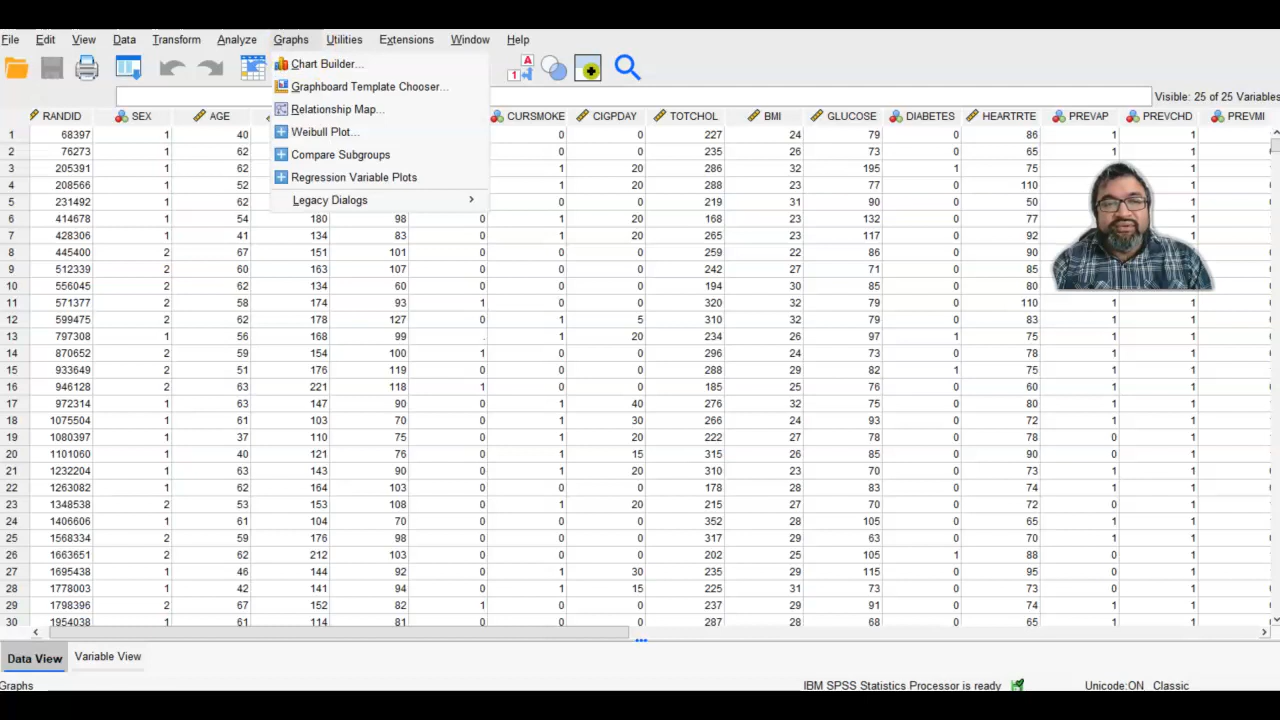 File Edit View Data Transform Analyze Graphs Utilities Extensions Window Help
Chart Builder...
Graphboard Template Chooser...
Relationship Map...
Weibull Plot...
Compare Subgroups
Regression Variable Plots
Legacy Dialogs
Visible: 25 of 25 Variables
RANDID SEX AGE CURSMOKE CIGPDAY TOTCHOL BMI GLUCOSE DIABETES HEARTRTE PREVAP PREVCHD PREVMI
1 68397 1 40 0 0 227 24 79 0 86 1 1
2 76273 1 62 0 0 235 26 73 0 65 1 1
3 205391 1 62 1 20 286 32 195 1 75 1
4 208566 1 52 1 20 288 23 77 0 110 1
5 231492 1 62 0 0 219 31 90 0 50 1
6 414678 1 54 180 98 0 1 20 168 23 132 0 77 1
7 428306 1 41 134 83 0 1 20 265 23 117 0 92 1
8 445400 2 67 151 101 0 0 0 259 22 86 0 90
9 512339 2 60 163 107 0 0 0 242 27 71 0 85
10 556045 2 62 134 60 0 0 0 194 30 85 0 80
11 571377 2 58 174 93 1 0 0 320 32 79 0 110 1 1
12 599475 2 62 178 127 0 1 5 310 32 79 0 83 1 1
13 797308 1 56 168 99 . 1 20 234 26 97 1 75 1 1
14 870652 2 59 154 100 1 0 0 296 24 73 0 78 1 1
15 933649 2 51 176 119 0 0 0 288 29 82 1 75 1 1
16 946128 2 63 221 118 1 0 0 185 25 76 0 60 1 1
17 972314 1 63 147 90 0 1 40 276 32 75 0 80 1 1
18 1075504 1 61 103 70 0 1 30 266 24 93 0 72 1 1
19 1080397 1 37 110 75 0 1 20 222 27 78 0 78 0 1
20 1101060 1 40 121 76 0 1 15 315 26 85 0 90 0 1
21 1232204 1 63 143 90 0 1 20 310 23 70 0 73 1 1
22 1263082 1 62 164 103 0 0 0 178 28 83 0 74 1 1
23 1348538 2 53 153 108 0 1 20 215 27 70 0 72 0 1
24 1406606 1 61 104 70 0 0 0 352 28 105 0 65 1 1
25 1568334 2 59 176 98 0 0 0 317 29 63 0 70 1 1
26 1663651 2 62 212 103 0 0 0 202 25 105 1 88 0 1
27 1695438 1 46 144 92 0 1 30 235 29 115 0 95 0 1
28 1778003 1 42 141 94 0 1 15 225 31 73 0 73 0 1
29 1798396 2 67 152 82 1 0 0 237 29 91 0 74 1 1
30 1954038 1 61 114 81 0 0 0 287 28 68 0 65 1 1
Data View Variable View
Graphs IBM SPSS Statistics Processor is ready Unicode:ON Classic